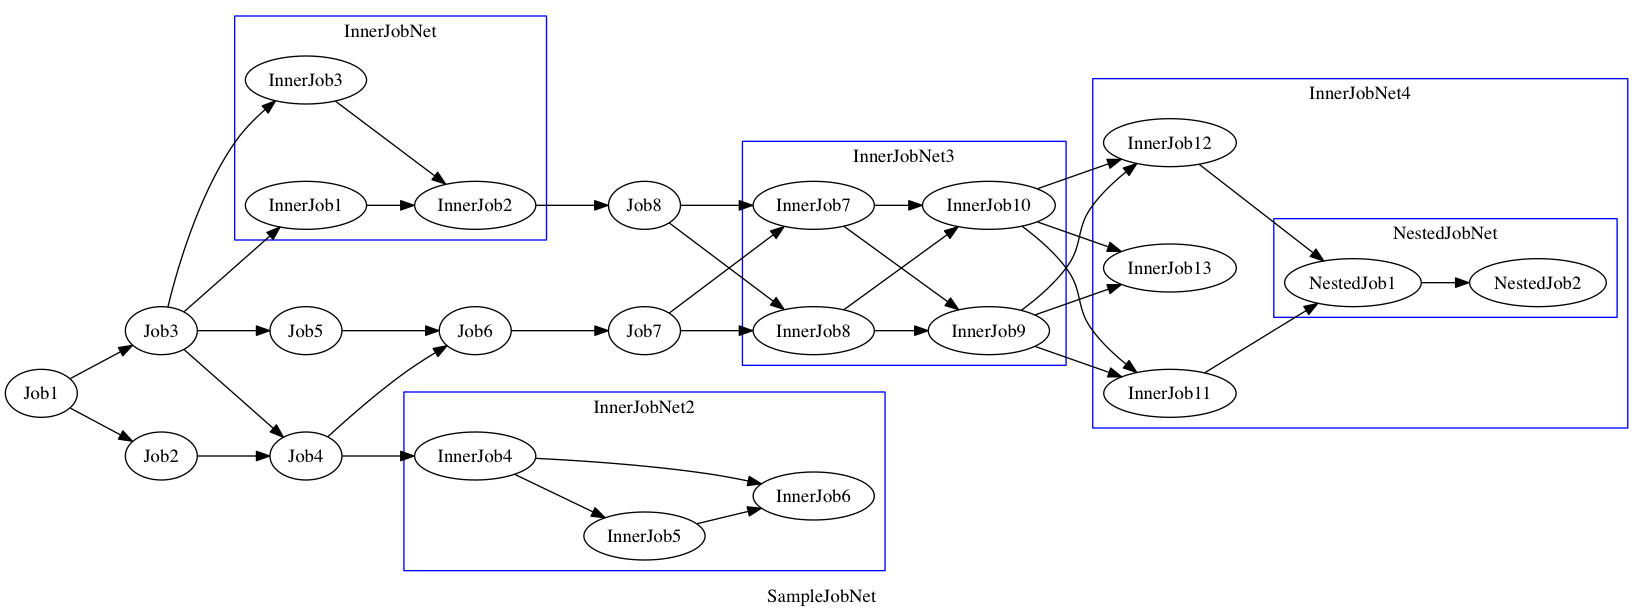 InnerJobNet
InnerJob3
InnerJob1
InnerJob2
Job8
Job3
Job5
Job6
Job7
Job1
Job2
Job4
InnerJobNet2
InnerJob4
InnerJob5
InnerJob6
InnerJobNet3
InnerJob7
InnerJob10
InnerJob8
InnerJob9
InnerJobNet4
InnerJob12
InnerJob13
InnerJob11
NestedJobNet
NestedJob1
NestedJob2
SampleJobNet